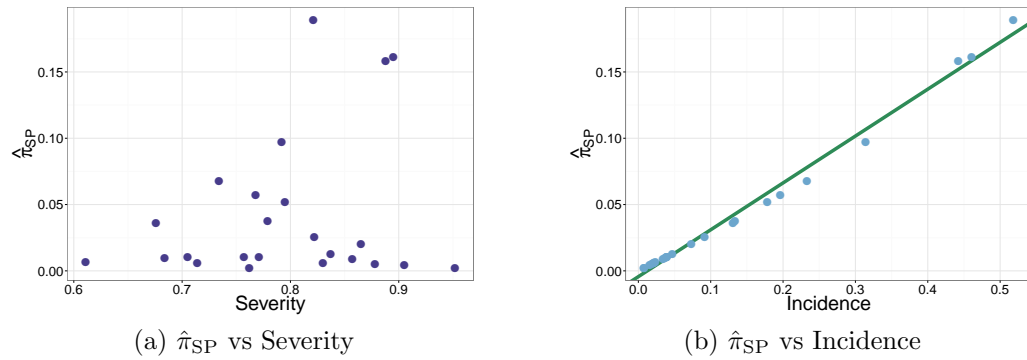 0.15
0.10
0.05
0.00
π̂SP
0.6 0.7 0.8 0.9
Severity
(a) π̂SP vs Severity
0.15
0.10
0.05
0.00
π̂SP
0.0 0.1 0.2 0.3 0.4 0.5
Incidence
(b) π̂SP vs Incidence